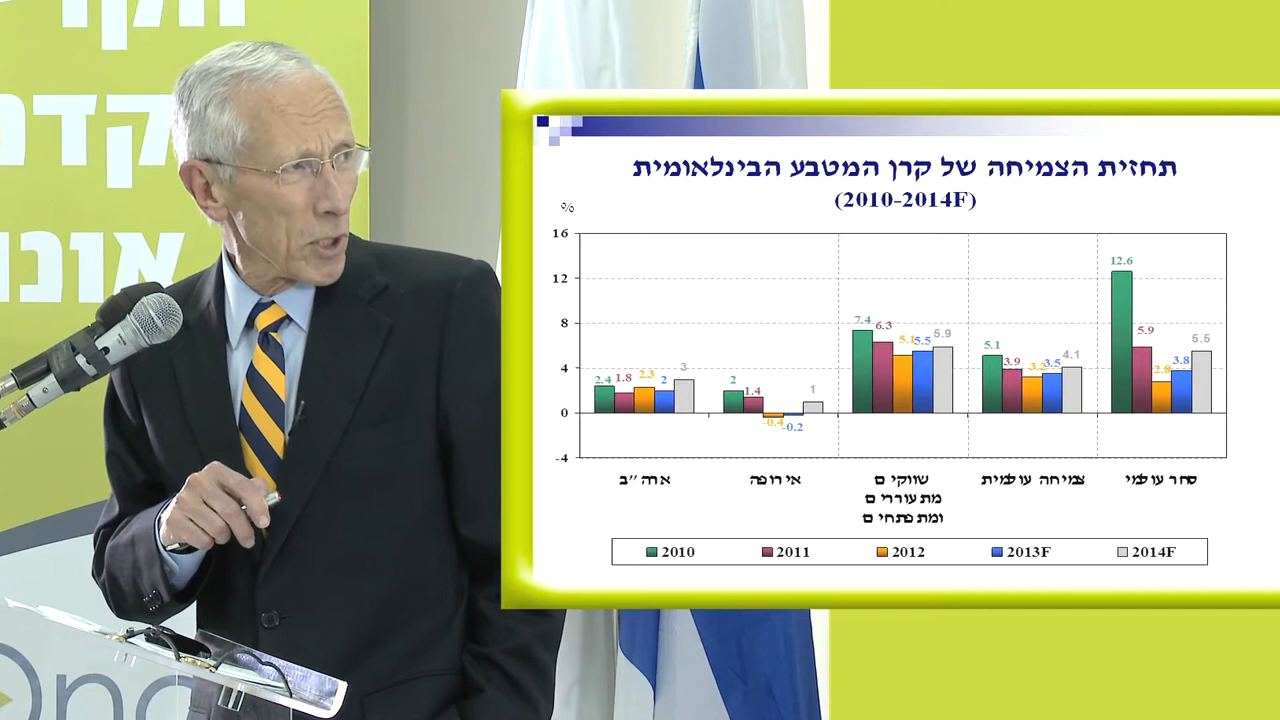 קדמ
אונו
Ono
תחזית הצמיחה של קרן המטבע הבינלאומית
(2010-2014F)
%
16
12
8
4
0
-4
2.4 1.8 2.3 2 3
2 1.4 -0.4 -0.2 1
7.4 6.3 5.1 5.5 5.9
5.1 3.9 3.2 3.5 4.1
12.6 5.9 2.8 3.8 5.5
ארה״ב
אירופה
שווקים
מתעוררים
ומתפתחים
צמיחה עולמית
סחר עולמי
2010 2011 2012 2013F 2014F